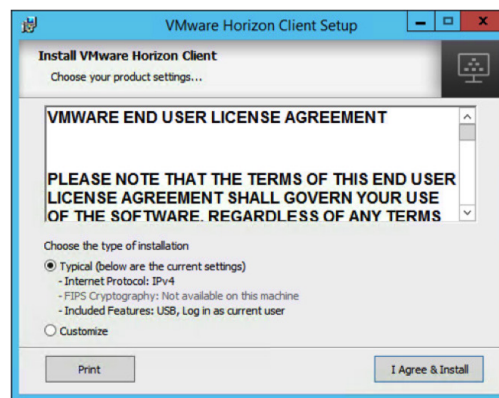 VMware Horizon Client Setup
Install VMware Horizon Client
Choose your product settings...
VMWARE END USER LICENSE AGREEMENT
PLEASE NOTE THAT THE TERMS OF THIS END USER
LICENSE AGREEMENT SHALL GOVERN YOUR USE
OF THE SOFTWARE, REGARDLESS OF ANY TERMS
Choose the type of installation
Typical (below are the current settings)
- Internet Protocol: IPv4
- FIPS Cryptography: Not available on this machine
- Included Features: USB, Log in as current user
Customize
Print
I Agree & Install